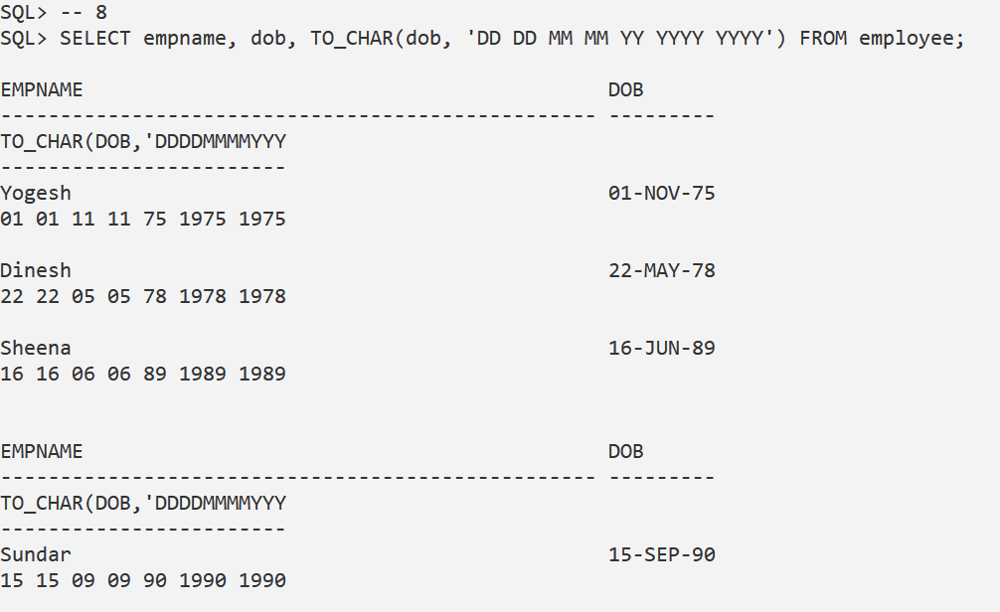 SQL> -- 8
SQL> SELECT empname, dob, TO_CHAR(dob, 'DD DD MM MM YY YYYY YYYY') FROM employee;

EMPNAME                                            DOB
-------------------------------------------------- ---------
TO_CHAR(DOB,'DDDDMMMMYYY
------------------------
Yogesh                                             01-NOV-75
01 01 11 11 75 1975 1975

Dinesh                                             22-MAY-78
22 22 05 05 78 1978 1978

Sheena                                             16-JUN-89
16 16 06 06 89 1989 1989


EMPNAME                                            DOB
-------------------------------------------------- ---------
TO_CHAR(DOB,'DDDDMMMMYYY
------------------------
Sundar                                             15-SEP-90
15 15 09 09 90 1990 1990